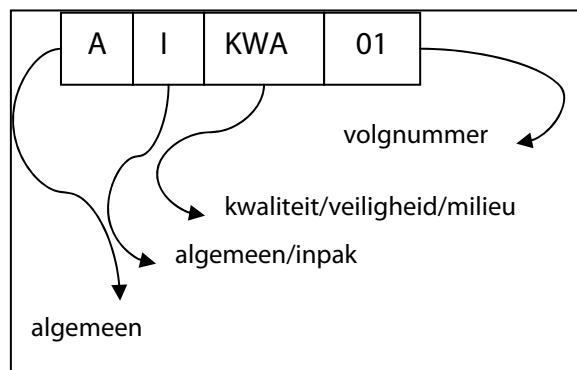 A I KWA 01
volgnummer
kwaliteit/veiligheid/milieu
algemeen/inpak
algemeen